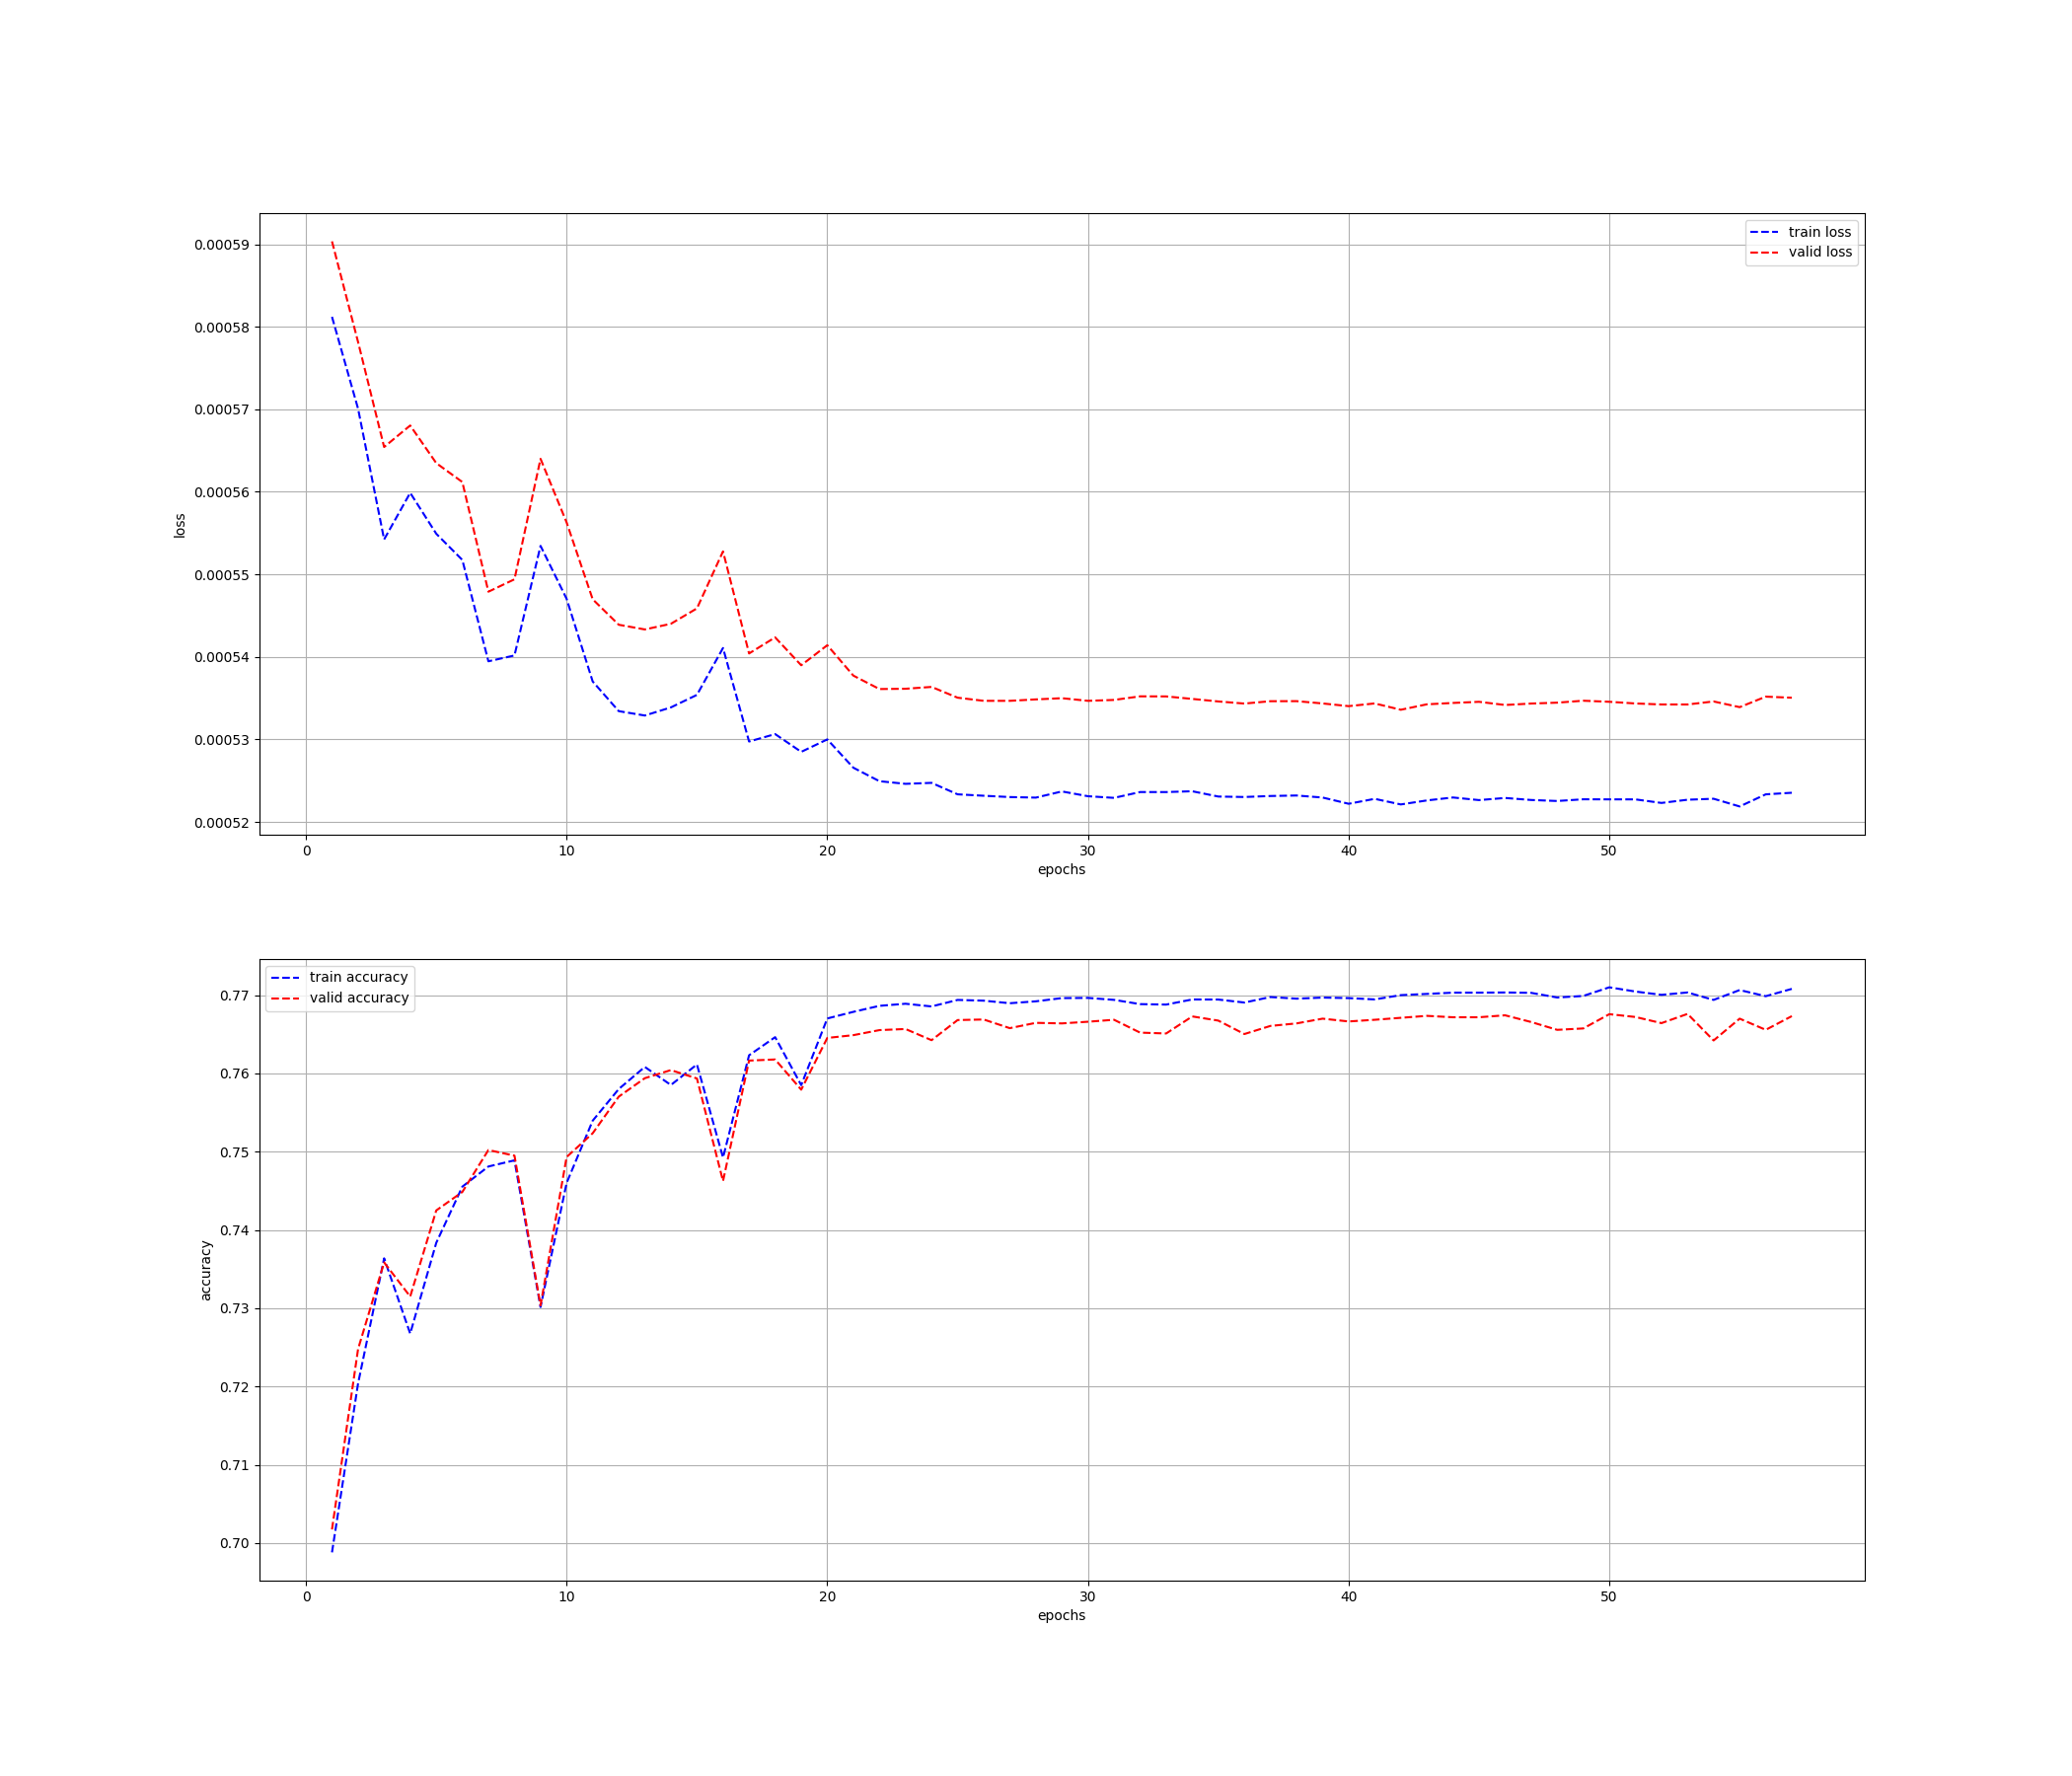 train loss
valid loss
0.00059
0.00058
0.00057
0.00056
0.00055
0.00054
0.00053
0.00052
loss
0 10 20 30 40 50
epochs
train accuracy
valid accuracy
0.77
0.76
0.75
0.74
0.73
0.72
0.71
0.70
accuracy
0 10 20 30 40 50
epochs